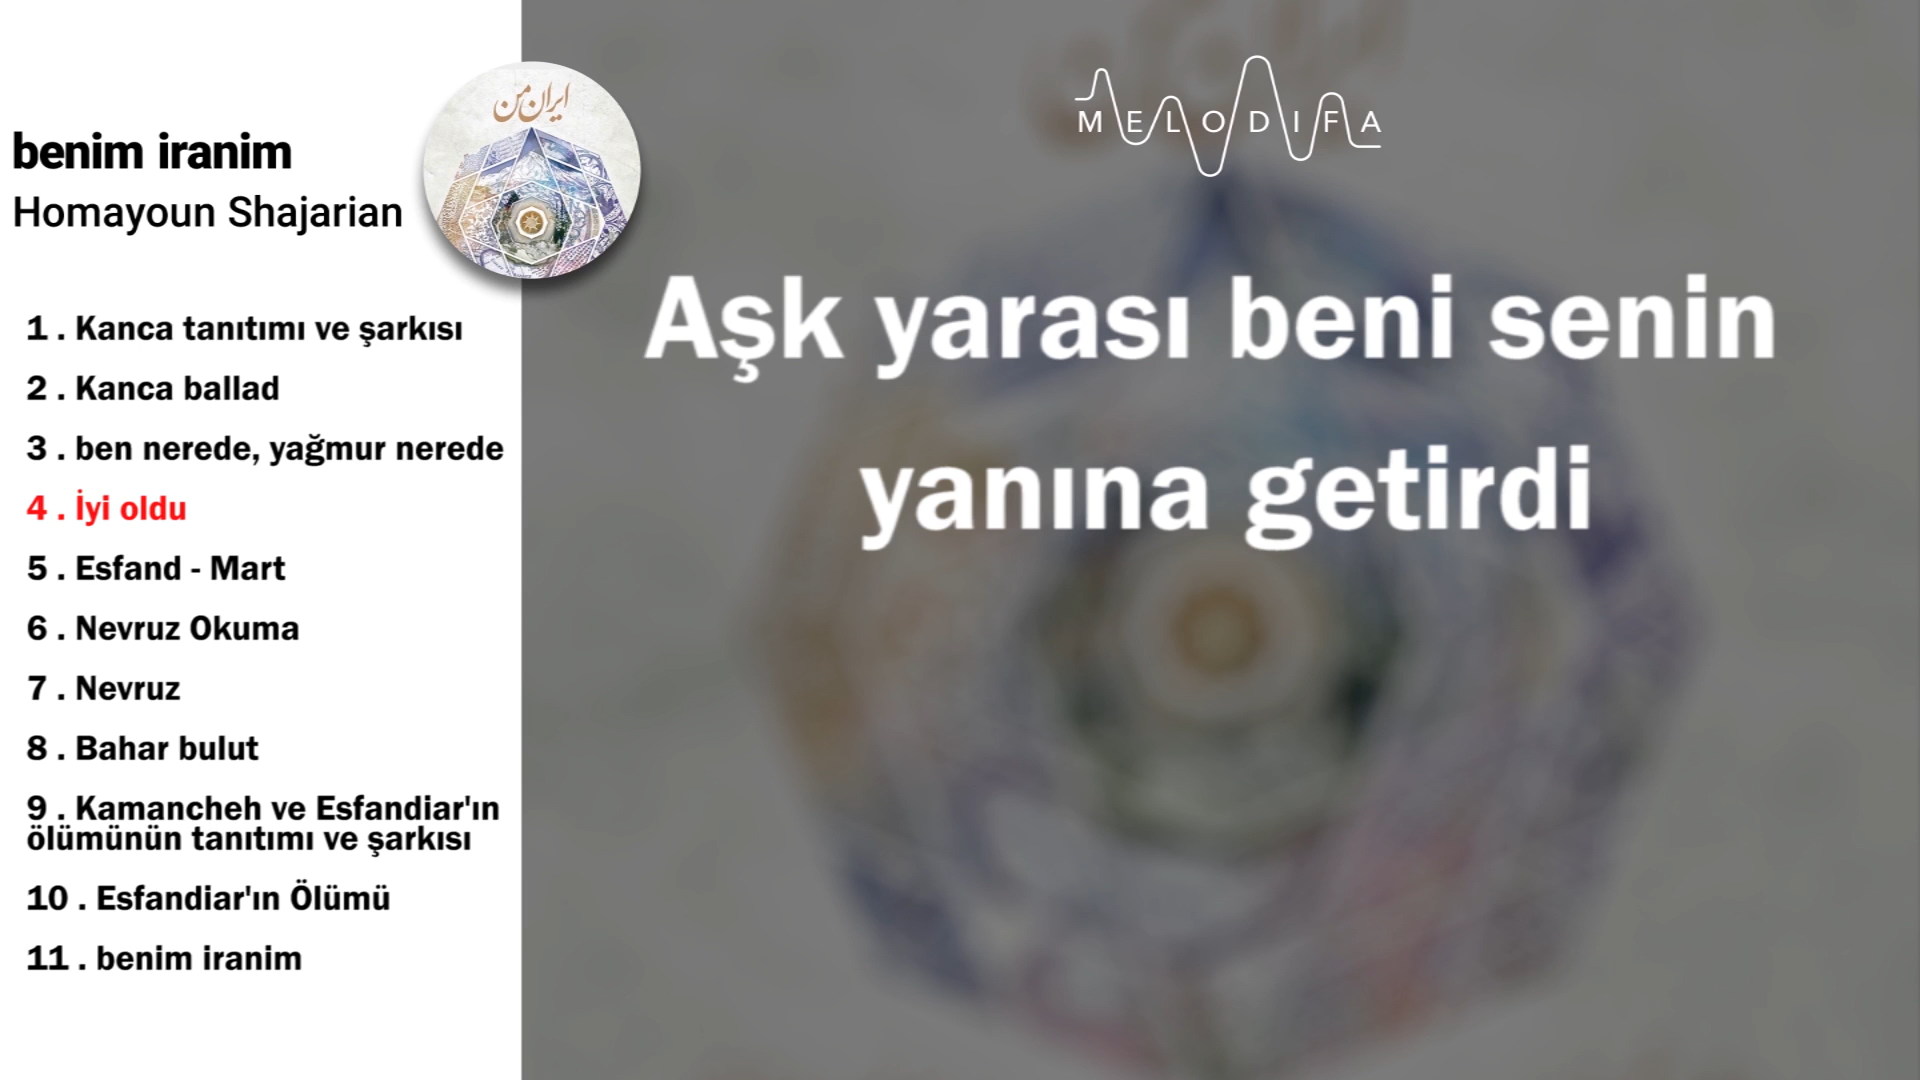 benim iranim
Homayoun Shajarian
ایران من
1 . Kanca tanıtımı ve şarkısı
2 . Kanca ballad
3 . ben nerede, yağmur nerede
4 . İyi oldu
5 . Esfand - Mart
6 . Nevruz Okuma
7 . Nevruz
8 . Bahar bulut
9 . Kamancheh ve Esfandiar'ın
ölümünün tanıtımı ve şarkısı
10 . Esfandiar'ın Ölümü
11 . benim iranim
MELODIFA
Aşk yarası beni senin
yanına getirdi